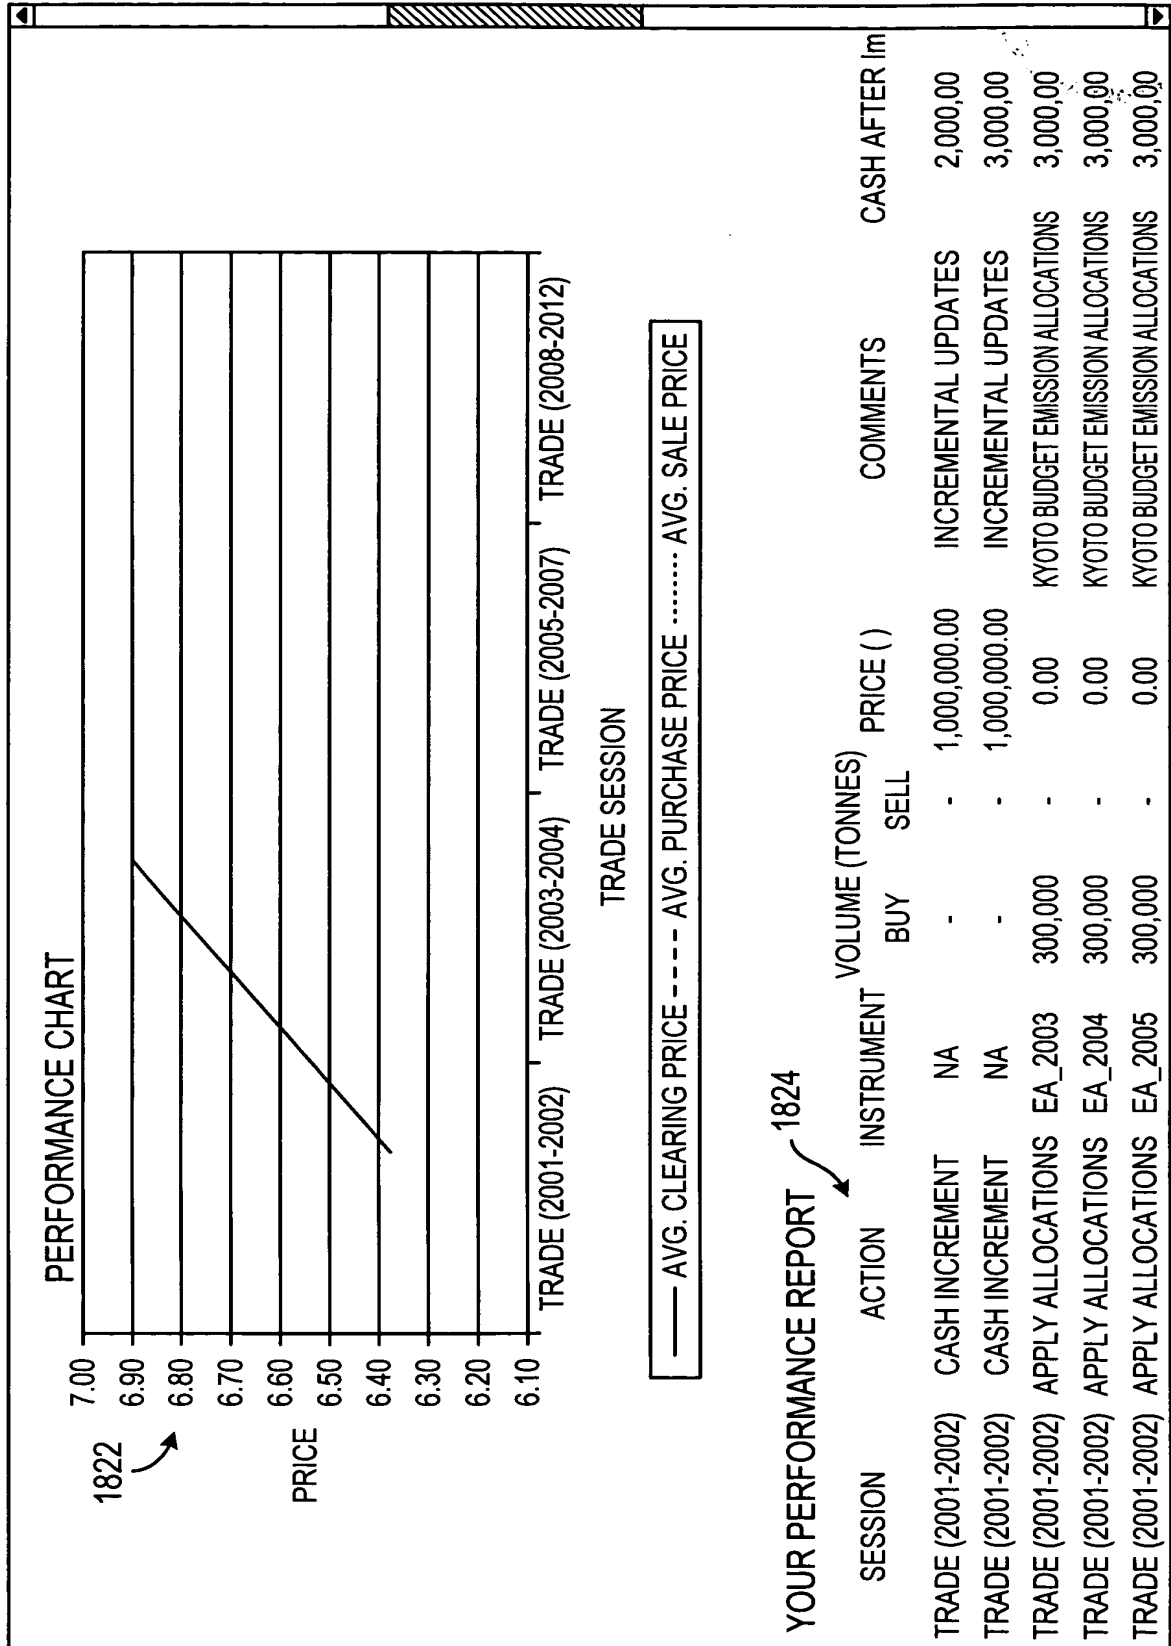 PERFORMANCE CHART
1822
PRICE
7.00
6.90
6.80
6.70
6.60
6.50
6.40
6.30
6.20
6.10
TRADE (2001-2002) TRADE (2003-2004) TRADE (2005-2007) TRADE (2008-2012)
TRADE SESSION
AVG. CLEARING PRICE ---- AVG. PURCHASE PRICE ........ AVG. SALE PRICE
YOUR PERFORMANCE REPORT 1824
VOLUME (TONNES)
SESSION ACTION INSTRUMENT BUY SELL PRICE ( ) COMMENTS CASH AFTER Im
TRADE (2001-2002) CASH INCREMENT NA - - 1,000,000.00 INCREMENTAL UPDATES 2,000,00
TRADE (2001-2002) CASH INCREMENT NA - - 1,000,000.00 INCREMENTAL UPDATES 3,000,00
TRADE (2001-2002) APPLY ALLOCATIONS EA_2003 300,000 - 0.00 KYOTO BUDGET EMISSION ALLOCATIONS 3,000,00
TRADE (2001-2002) APPLY ALLOCATIONS EA_2004 300,000 - 0.00 KYOTO BUDGET EMISSION ALLOCATIONS 3,000,00
TRADE (2001-2002) APPLY ALLOCATIONS EA_2005 300,000 - 0.00 KYOTO BUDGET EMISSION ALLOCATIONS 3,000,00